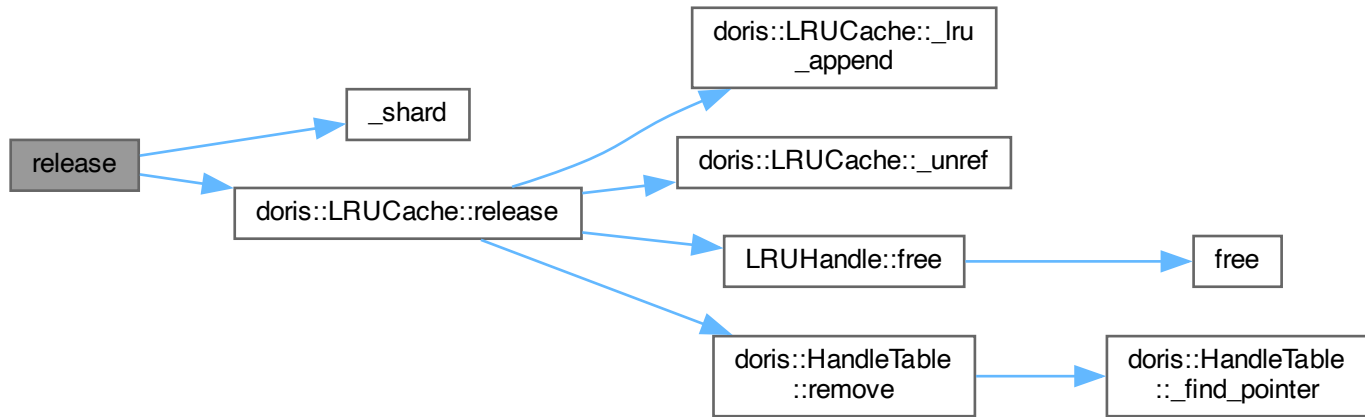 release
_shard
doris::LRUCache::release
doris::LRUCache::_lru
_append
doris::LRUCache::_unref
LRUHandle::free
doris::HandleTable
::remove
free
doris::HandleTable
::_find_pointer